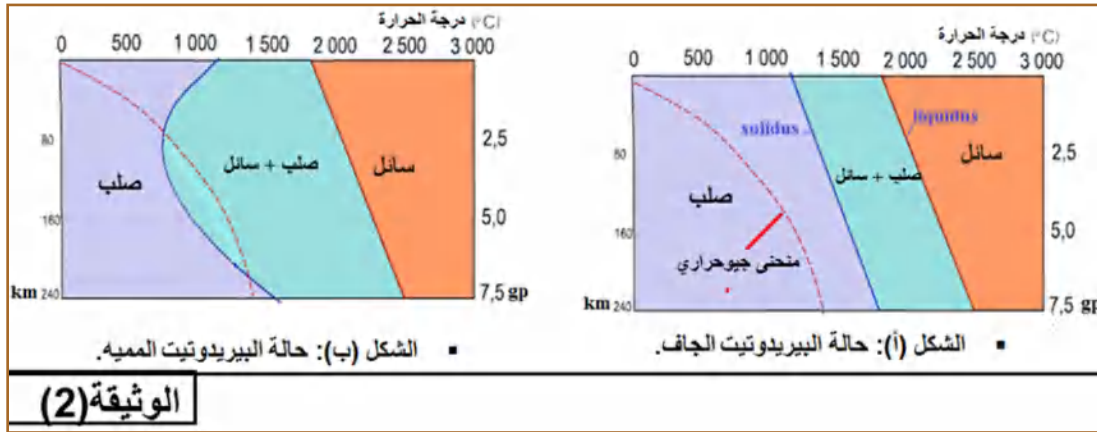 درجة الحرارة (°C)
0 500 1 000 1 500 2 000 2 500 3 000
solidus
liquidus
سائل
صلب + سائل
صلب
منحنى جيوحراري
80
160
km 240
2,5
5,0
7,5 gp
▪ الشكل (أ): حالة البيريدوتيت الجاف.
درجة الحرارة (°C)
0 500 1 000 1 500 2 000 2 500 3 000
سائل
صلب + سائل
صلب
80
160
km 240
2,5
5,0
7,5 gp
▪ الشكل (ب): حالة البيريدوتيت المميه.
الوثيقة(2)